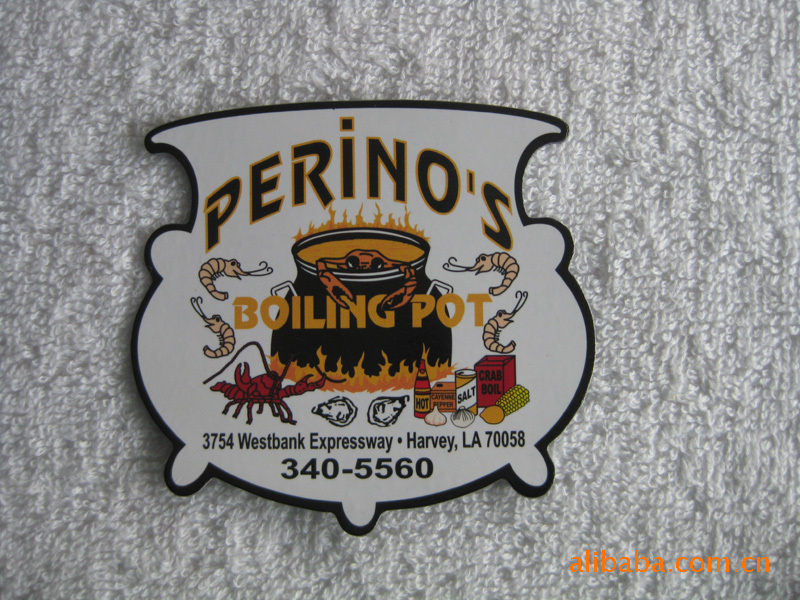 PERINO'S
BOILING POT
HOT
CAYENNE PEPPER
SALT
CRAB BOIL
3754 Westbank Expressway • Harvey, LA 70058
340-5560
alibaba.com.cn